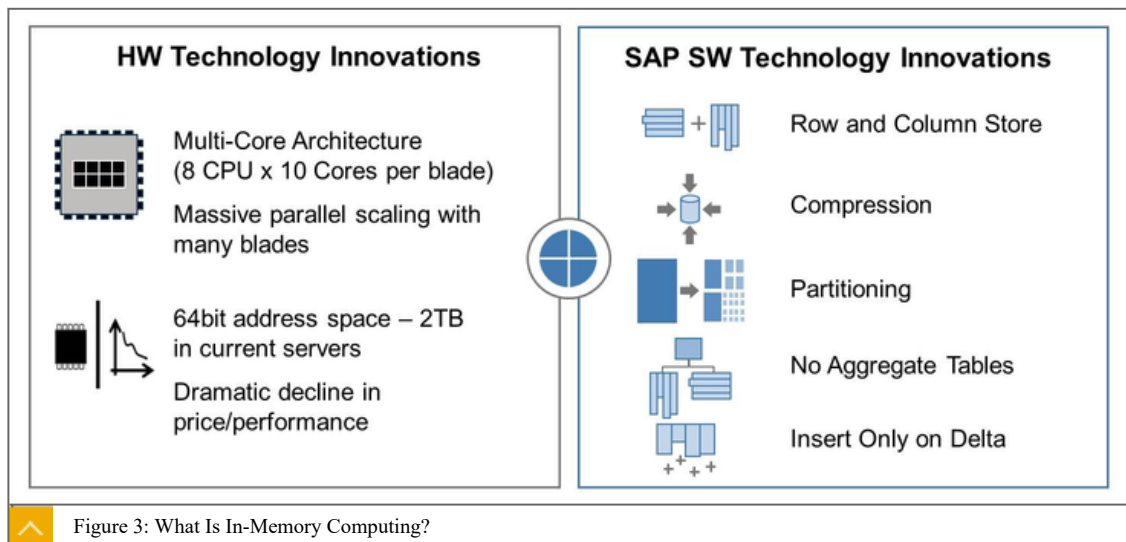 HW Technology Innovations
Multi-Core Architecture
(8 CPU x 10 Cores per blade)
Massive parallel scaling with
many blades
64bit address space – 2TB
in current servers
Dramatic decline in
price/performance
SAP SW Technology Innovations
Row and Column Store
Compression
Partitioning
No Aggregate Tables
Insert Only on Delta
Figure 3: What Is In-Memory Computing?